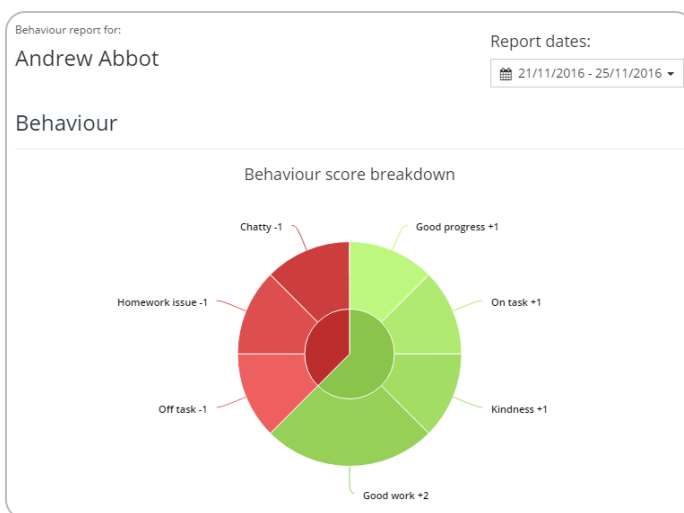 Behaviour report for:
Andrew Abbot
Report dates:
21/11/2016 - 25/11/2016
Behaviour
Behaviour score breakdown
Chatty -1
Good progress +1
Homework issue -1
On task +1
Off task -1
Kindness +1
Good work +2